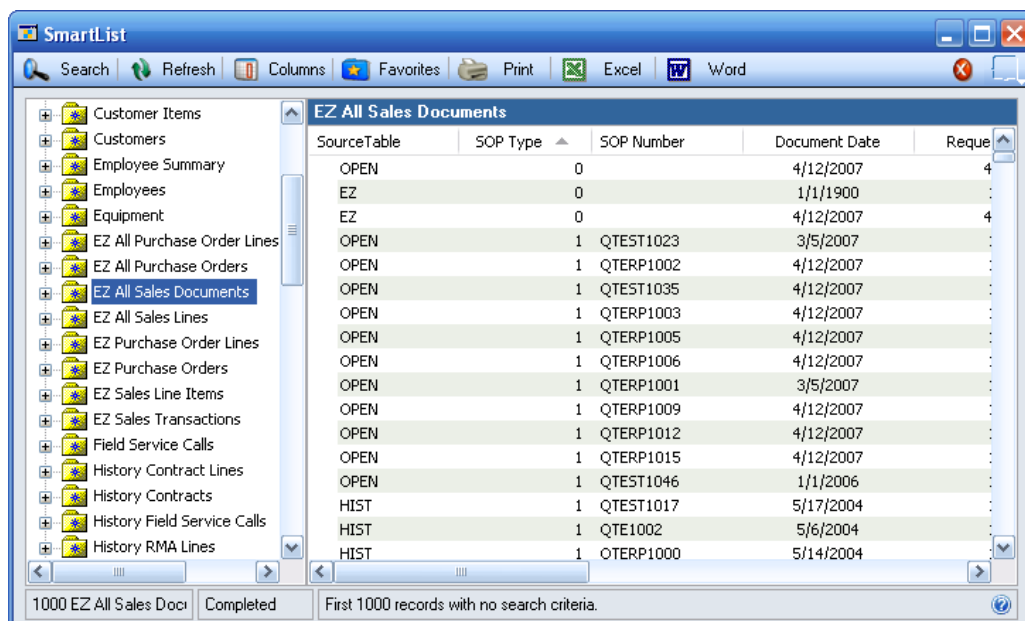 SmartList
Search Refresh Columns Favorites Print Excel Word
Customer Items
Customers
Employee Summary
Employees
Equipment
EZ All Purchase Order Lines
EZ All Purchase Orders
EZ All Sales Documents
EZ All Sales Lines
EZ Purchase Order Lines
EZ Purchase Orders
EZ Sales Line Items
EZ Sales Transactions
Field Service Calls
History Contract Lines
History Contracts
History Field Service Calls
History RMA Lines
EZ All Sales Documents
SourceTable SOP Type SOP Number Document Date Reque
OPEN 0 4/12/2007 4
EZ 0 1/1/1900
EZ 0 4/12/2007 4
OPEN 1 QTEST1023 3/5/2007
OPEN 1 QTERP1002 4/12/2007
OPEN 1 QTEST1035 4/12/2007
OPEN 1 QTERP1003 4/12/2007
OPEN 1 QTERP1005 4/12/2007
OPEN 1 QTERP1006 4/12/2007
OPEN 1 QTERP1001 3/5/2007
OPEN 1 QTERP1009 4/12/2007
OPEN 1 QTERP1012 4/12/2007
OPEN 1 QTERP1015 4/12/2007
OPEN 1 QTEST1046 1/1/2006
HIST 1 QTEST1017 5/17/2004
HIST 1 QTE1002 5/6/2004
HIST 1 QTERP1000 5/14/2004
1000 EZ All Sales Doc Completed First 1000 records with no search criteria.